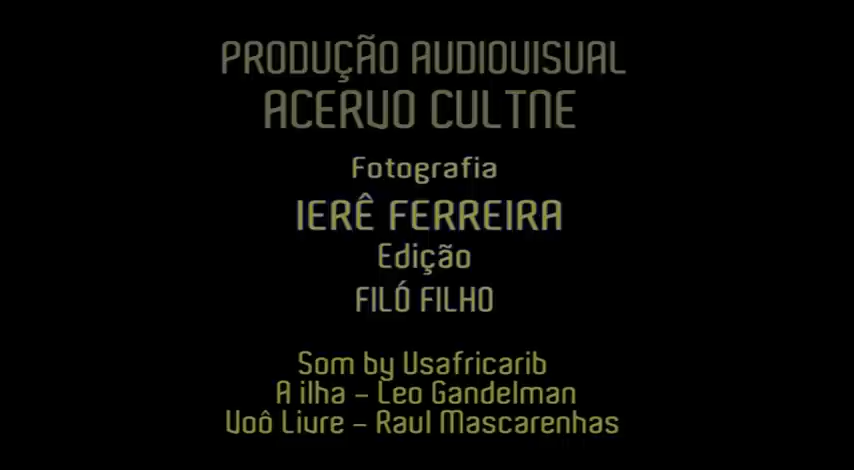 PRODUÇÃO AUDIOVISUAL
ACERVO CULTNE
Fotografia
IERÊ FERREIRA
Edição
FILÓ FILHO
Som by Usafricarib
A ilha – Leo Gandelman
Voô Livre – Raul Mascarenhas